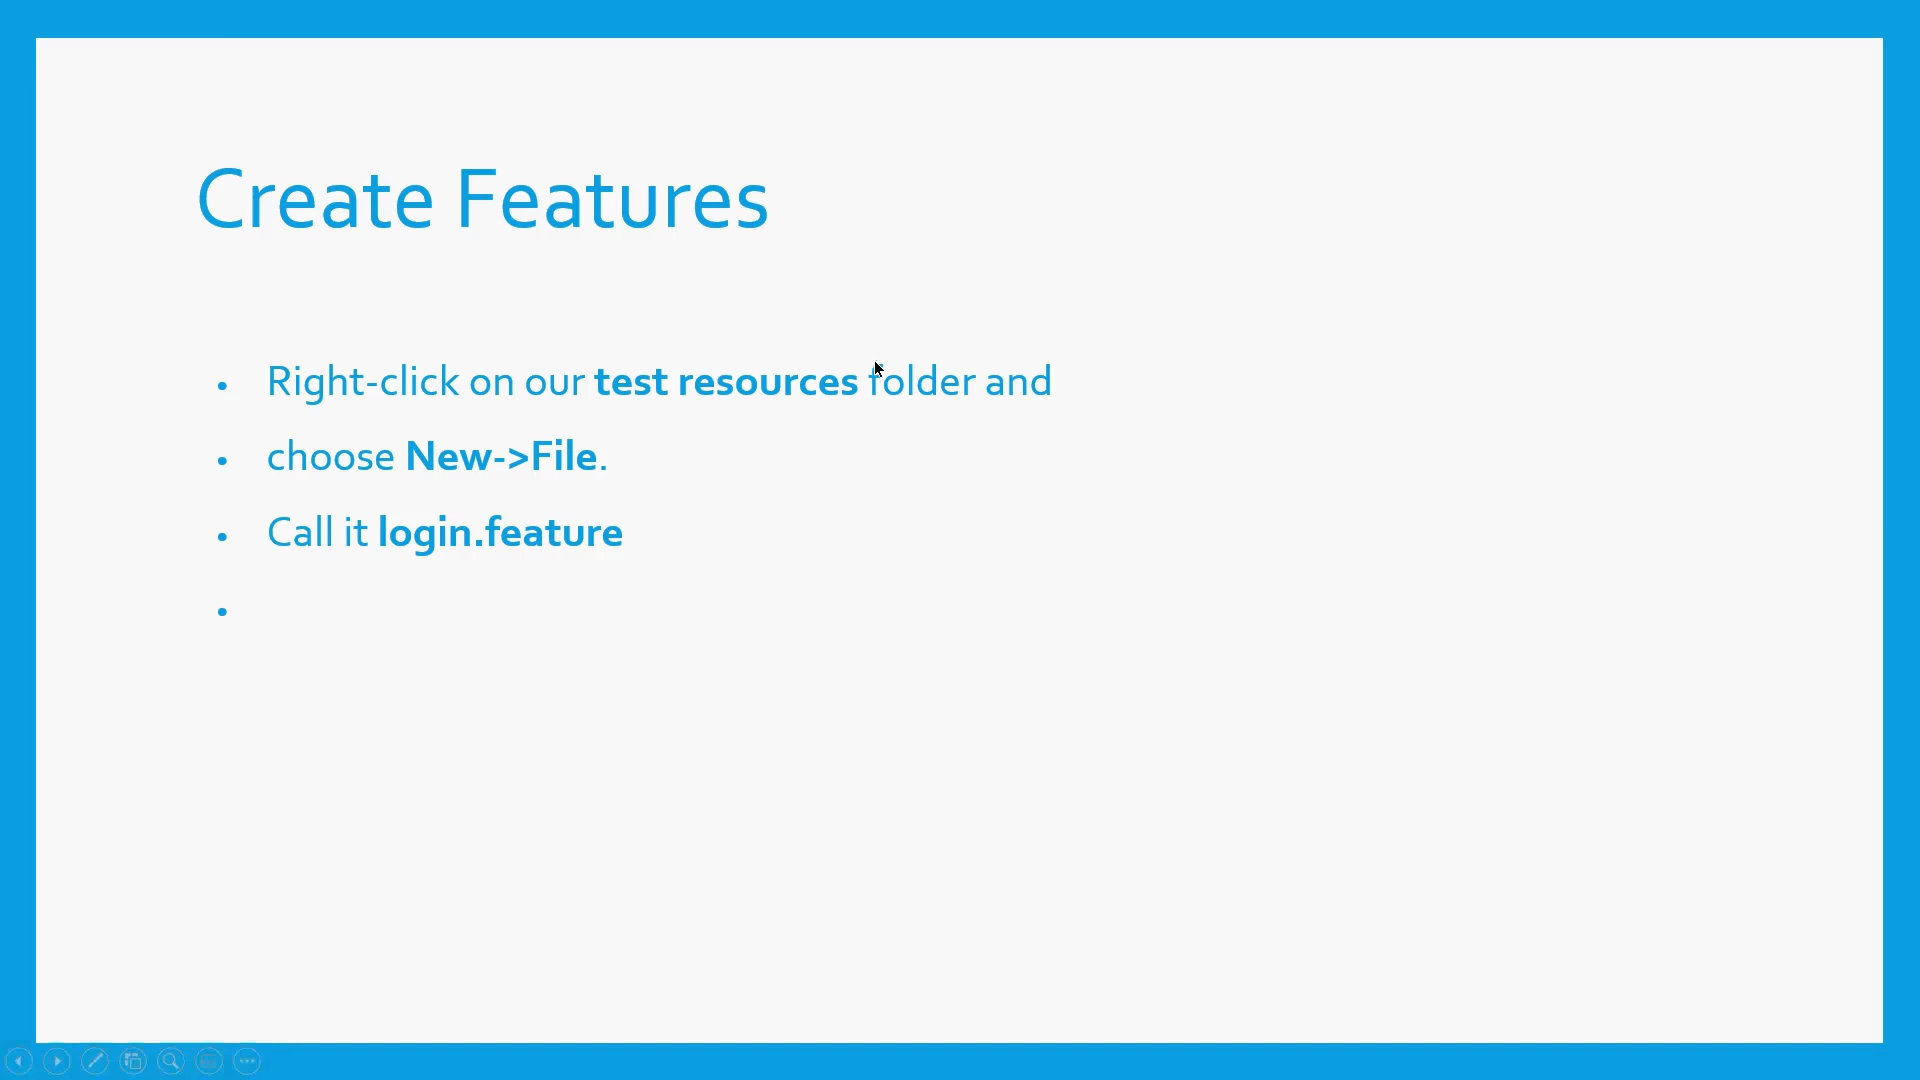 Create Features
• Right-click on our test resources folder and
• choose New->File.
• Call it login.feature
•